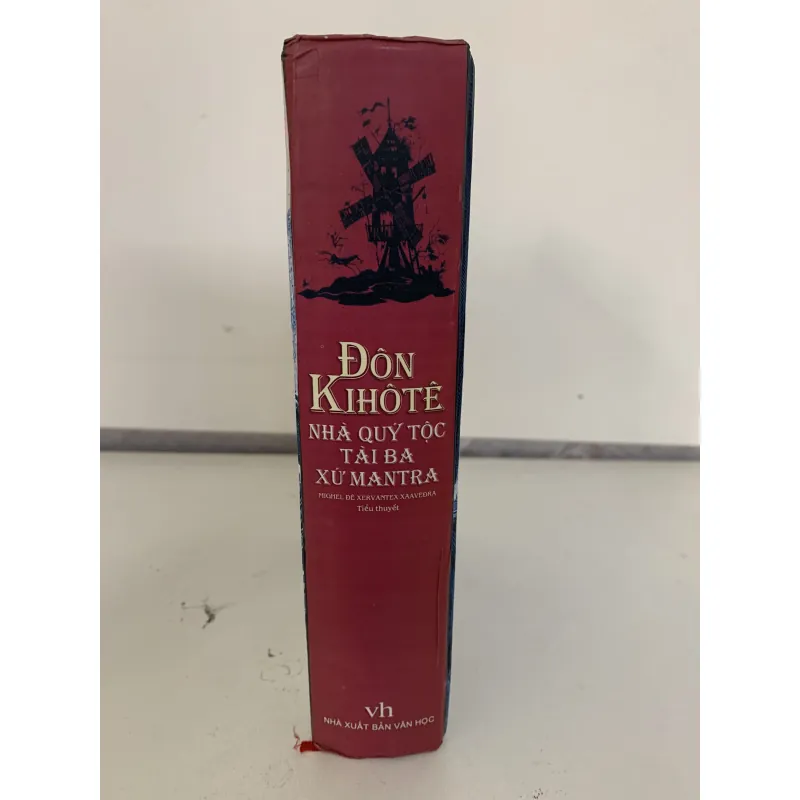 ĐÔN
KIHÔTÊ
NHÀ QUÝ TỘC
TÀI BA
XỨ MANTRA
MIGHEL ĐÊ XERVANTEX XAAVEĐRA
Tiểu thuyết
vh
NHÀ XUẤT BẢN VĂN HỌC